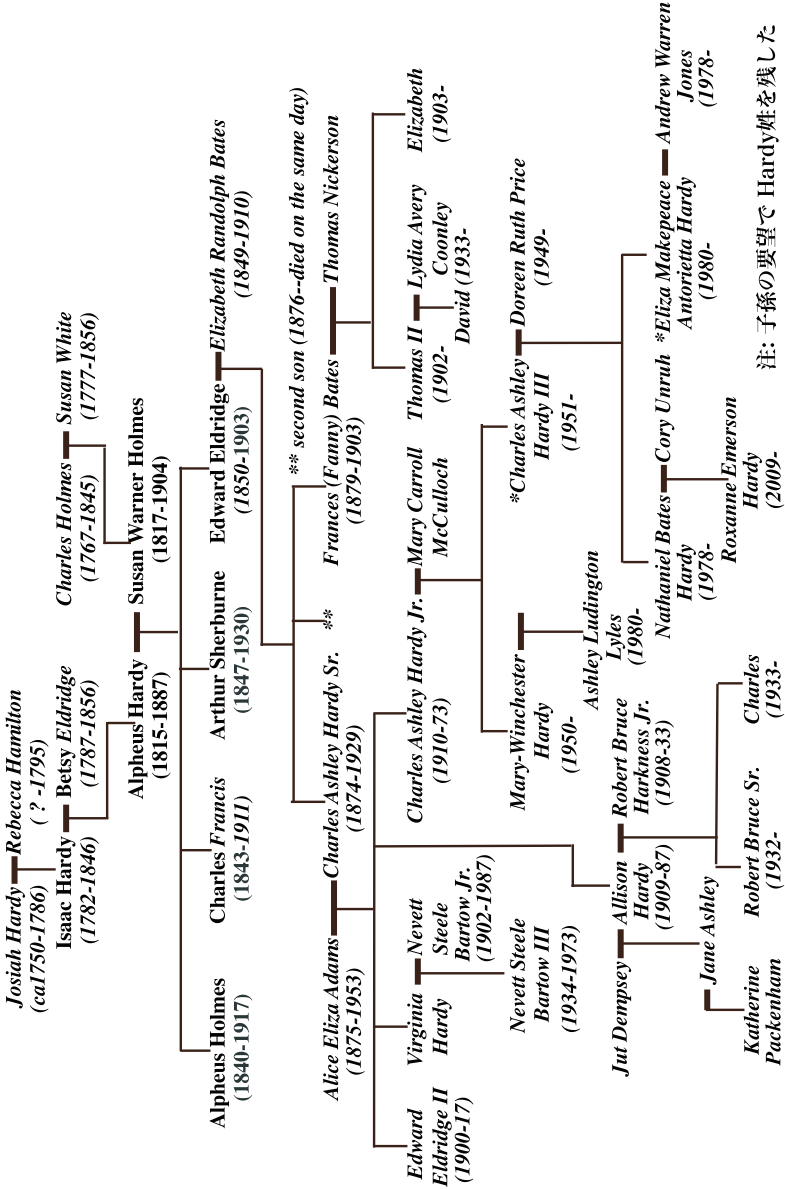 Josiah Hardy
(ca1750-1786)
Rebecca Hamilton
( ? -1795)
Isaac Hardy
(1782-1846)
Betsy Eldridge
(1787-1856)
Charles Holmes
(1767-1845)
Susan White
(1777-1856)
Alpheus Hardy
(1815-1887)
Susan Warner Holmes
(1817-1904)
Alpheus Holmes
(1840-1917)
Charles Francis
(1843-1911)
Arthur Sherburne
(1847-1930)
Edward Eldridge
(1850-1903)
Elizabeth Randolph Bates
(1849-1910)
** second son (1876--died on the same day)
Alice Eliza Adams
(1875-1953)
Charles Ashley Hardy Sr.
(1874-1929)
**
Frances (Fanny) Bates
(1879-1903)
Thomas Nickerson
Edward
Eldridge II
(1900-17)
Virginia
Hardy
Nevett
Steele
Bartow Jr.
(1902-1987)
Charles Ashley Hardy Jr.
(1910-73)
Mary Carroll
McCulloch
Thomas II
(1902-
Lydia Avery
Coonley
David (1933-
Elizabeth
(1903-
Nevett Steele
Bartow III
(1934-1973)
Mary-Winchester
Hardy
(1950-
*Charles Ashley
Hardy III
(1951-
Doreen Ruth Price
(1949-
Ashley Ludington
Lyles
(1980-
Jut Dempsey
Allison
Hardy
(1909-87)
Robert Bruce
Harkness Jr.
(1908-33)
Nathaniel Bates
Hardy
(1978-
Cory Unruh
*Eliza Makepeace
Antorietta Hardy
(1980-
Andrew Warren
Jones
(1978-
Jane Ashley
Roxanne Emerson
Hardy
(2009-
Katherine
Packenham
Robert Bruce Sr.
(1932-
Charles
(1933-
注: 子孫の要望で Hardy姓を残した